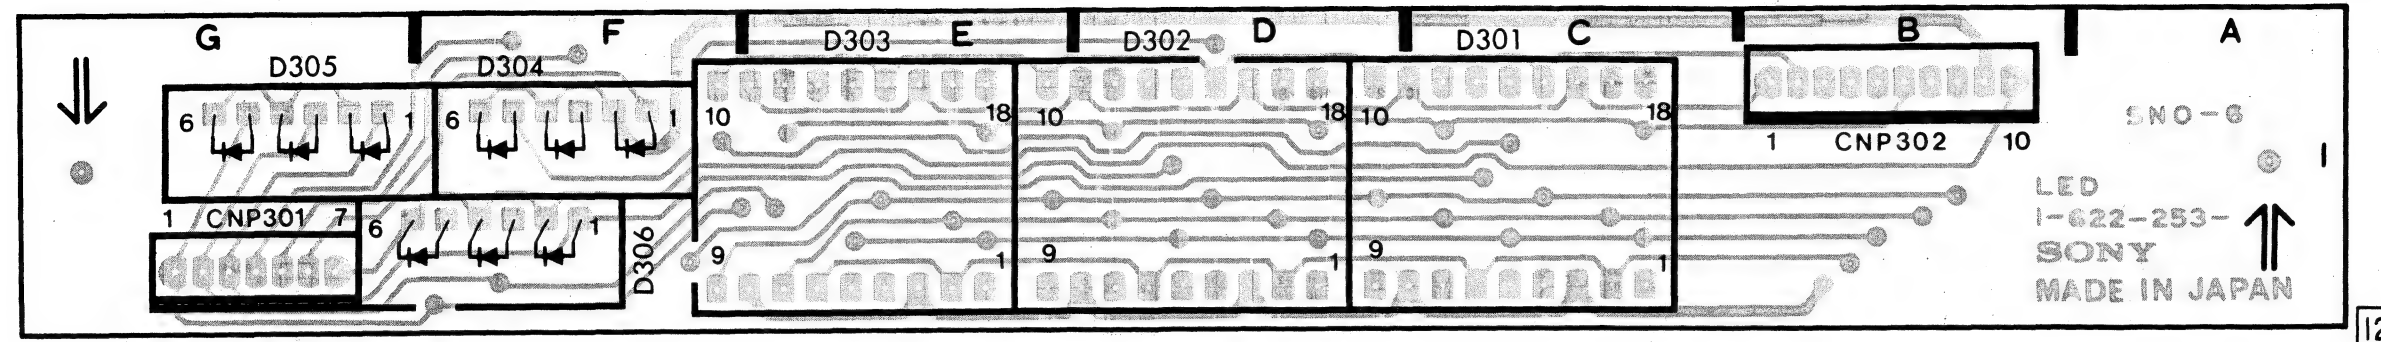 G F E D C B A
D305 D304 D303 D302 D301
6 1 6 1 10 18 10 18 10 18
1 CNP302 10
SNO-6
1 CNP301 7
6 1
D306
9 1 9 1 9 1
LED
1-622-253-
SONY
MADE IN JAPAN
1
12